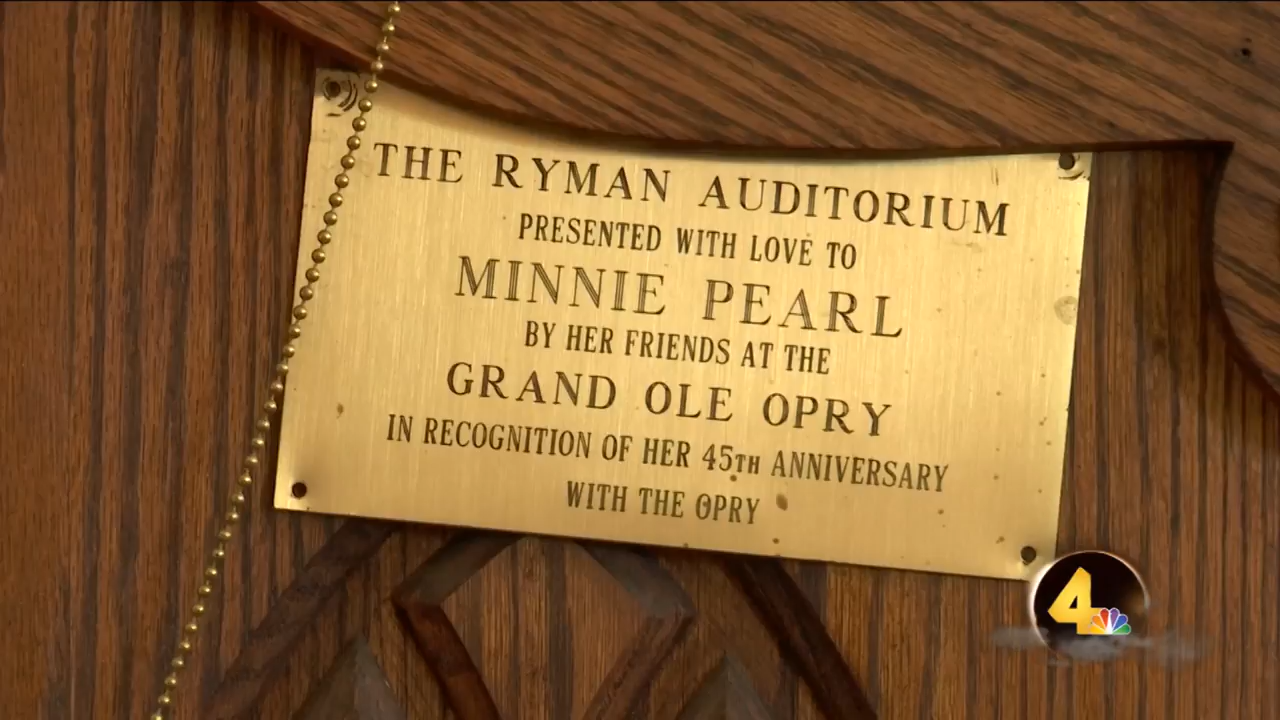 THE RYMAN AUDITORIUM
PRESENTED WITH LOVE TO
MINNIE PEARL
BY HER FRIENDS AT THE
GRAND OLE OPRY
IN RECOGNITION OF HER 45TH ANNIVERSARY
WITH THE OPRY
4